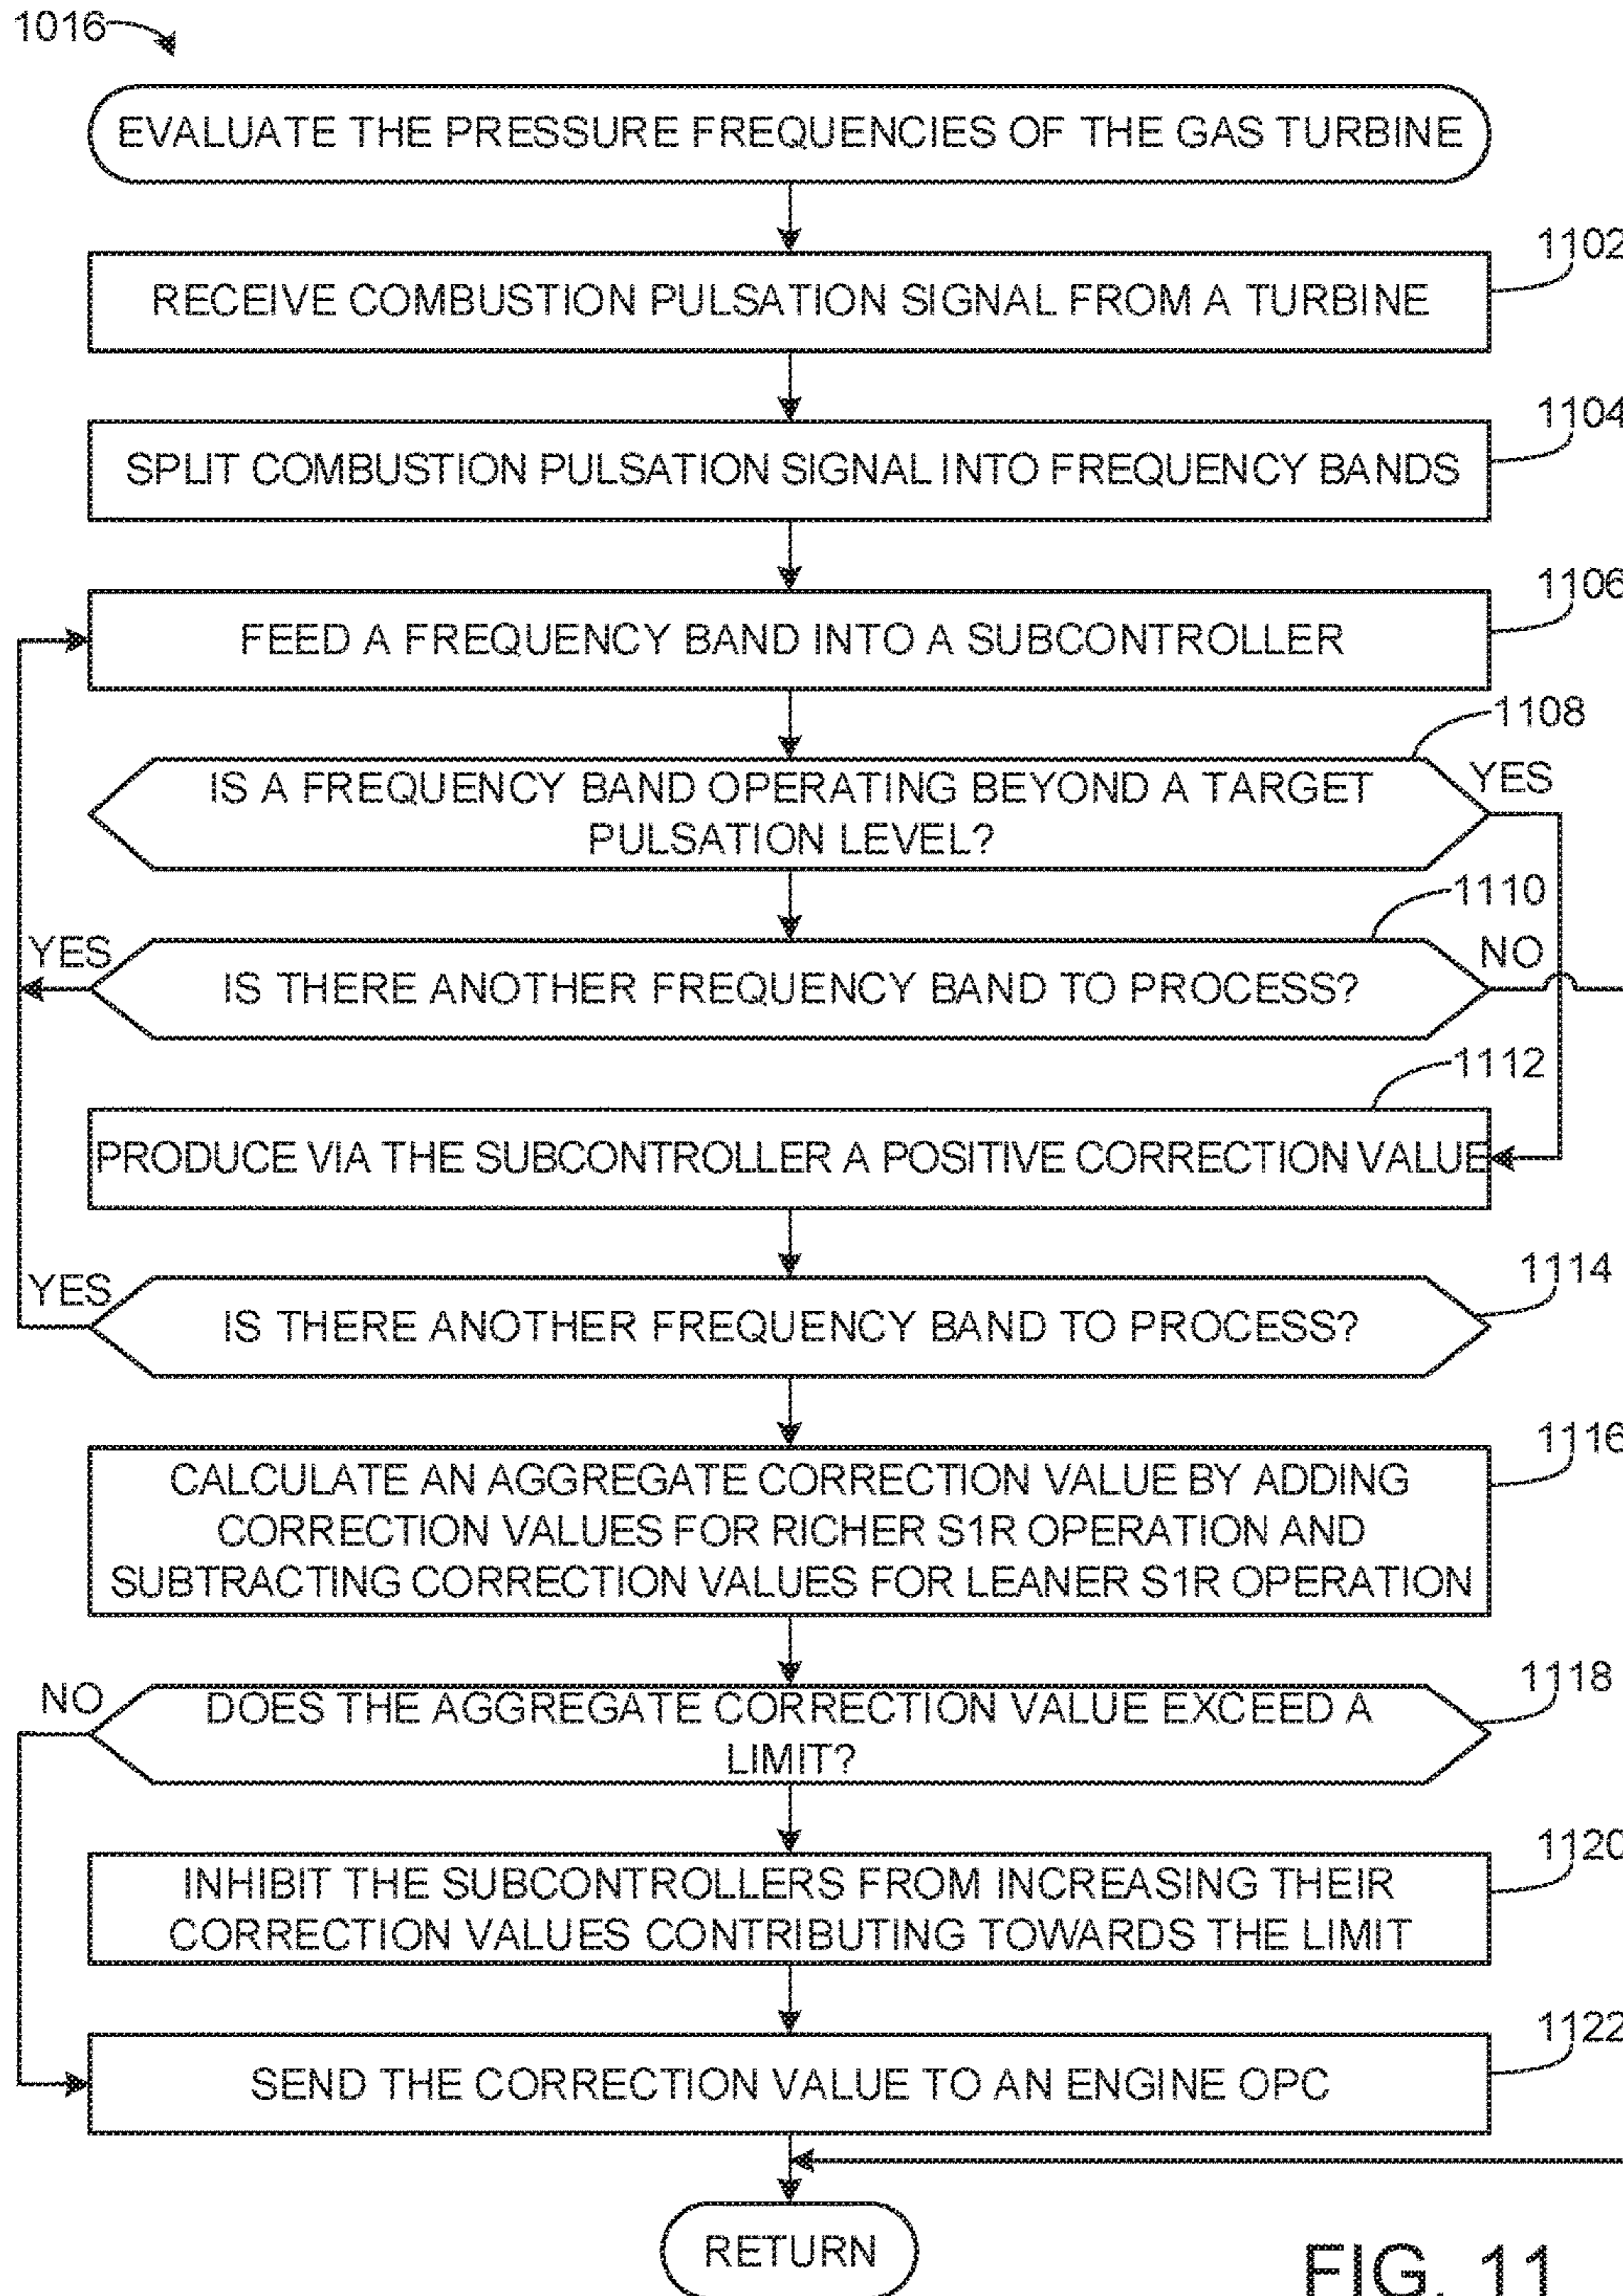 1016
EVALUATE THE PRESSURE FREQUENCIES OF THE GAS TURBINE
1102
RECEIVE COMBUSTION PULSATION SIGNAL FROM A TURBINE
1104
SPLIT COMBUSTION PULSATION SIGNAL INTO FREQUENCY BANDS
1106
FEED A FREQUENCY BAND INTO A SUBCONTROLLER
1108
IS A FREQUENCY BAND OPERATING BEYOND A TARGET
PULSATION LEVEL?
YES
1110
YES
IS THERE ANOTHER FREQUENCY BAND TO PROCESS?
NO
1112
PRODUCE VIA THE SUBCONTROLLER A POSITIVE CORRECTION VALUE
1114
YES
IS THERE ANOTHER FREQUENCY BAND TO PROCESS?
1116
CALCULATE AN AGGREGATE CORRECTION VALUE BY ADDING
CORRECTION VALUES FOR RICHER S1R OPERATION AND
SUBTRACTING CORRECTION VALUES FOR LEANER S1R OPERATION
1118
NO
DOES THE AGGREGATE CORRECTION VALUE EXCEED A
LIMIT?
1120
INHIBIT THE SUBCONTROLLERS FROM INCREASING THEIR
CORRECTION VALUES CONTRIBUTING TOWARDS THE LIMIT
1122
SEND THE CORRECTION VALUE TO AN ENGINE OPC
RETURN
FIG. 11